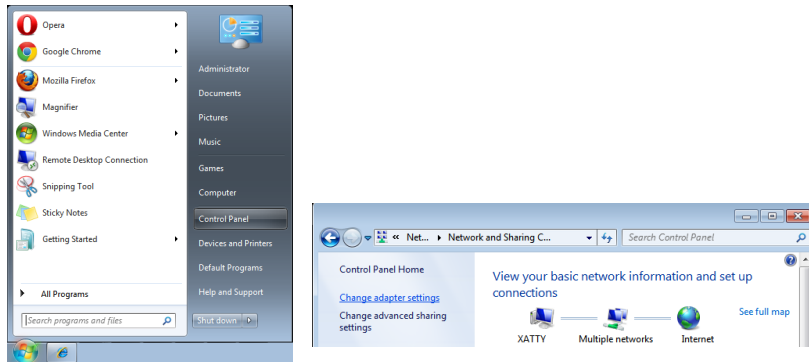 Opera
Google Chrome
Mozilla Firefox
Magnifier
Windows Media Center
Remote Desktop Connection
Snipping Tool
Sticky Notes
Getting Started
All Programs
Search programs and files
Administrator
Documents
Pictures
Music
Games
Computer
Control Panel
Devices and Printers
Default Programs
Help and Support
Shut down
« Net... Network and Sharing C...
Search Control Panel
Control Panel Home
Change adapter settings
Change advanced sharing
settings
View your basic network information and set up
connections
See full map
XATTY Multiple networks Internet